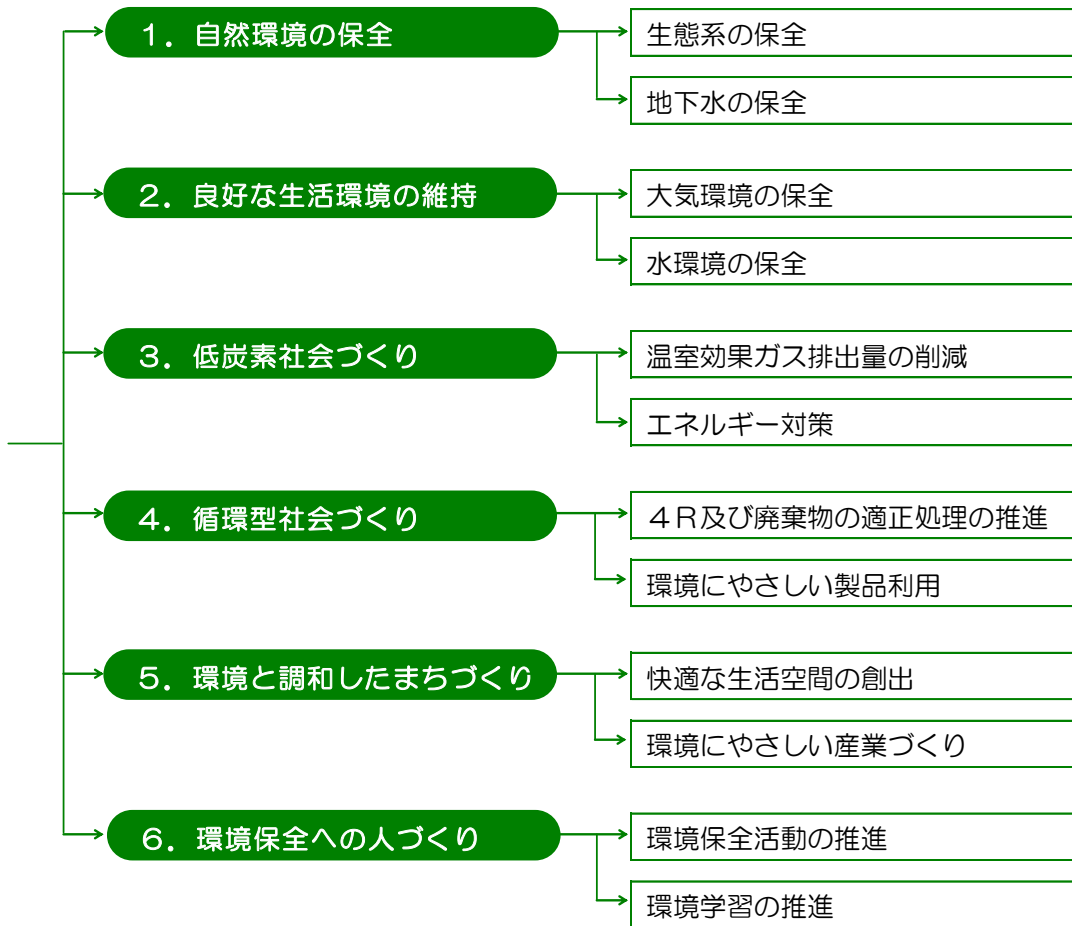 １．自然環境の保全
生態系の保全
地下水の保全
２．良好な生活環境の維持
大気環境の保全
水環境の保全
３．低炭素社会づくり
温室効果ガス排出量の削減
エネルギー対策
４．循環型社会づくり
４Ｒ及び廃棄物の適正処理の推進
環境にやさしい製品利用
５．環境と調和したまちづくり
快適な生活空間の創出
環境にやさしい産業づくり
６．環境保全への人づくり
環境保全活動の推進
環境学習の推進